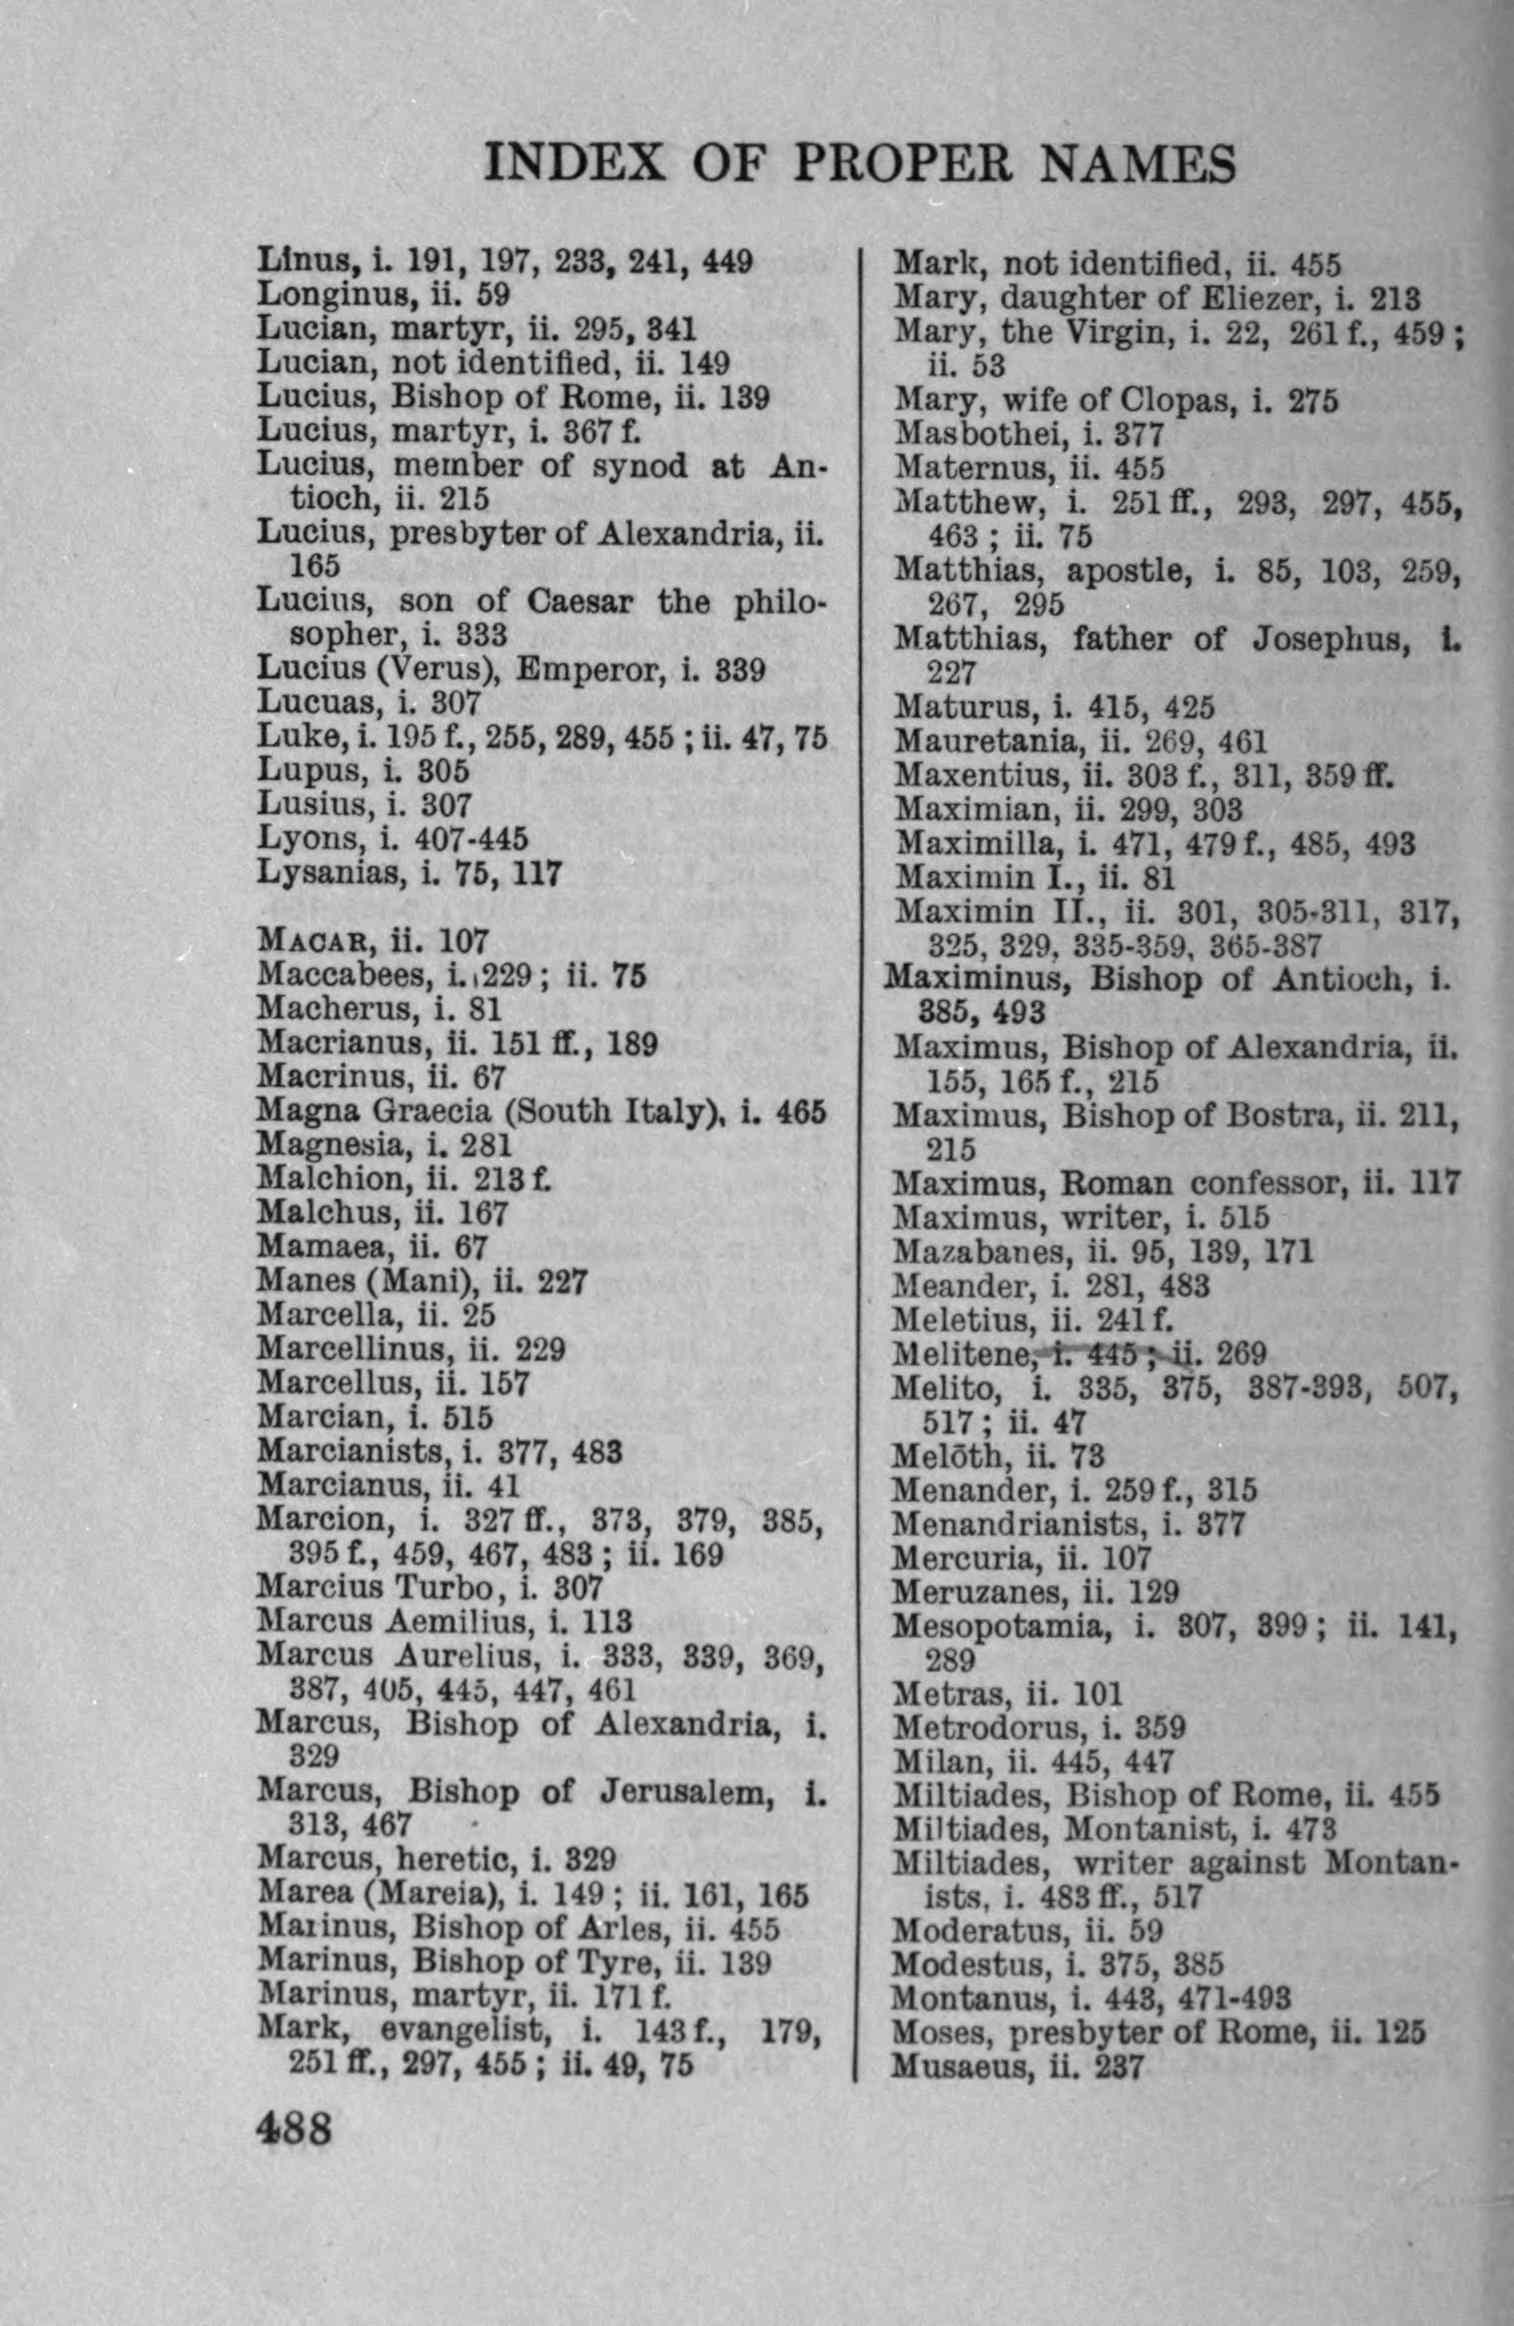 INDEX OF PROPER NAMES
Linus, i. 191, 197, 233, 241, 449
Longinus, ii. 59
Lucian, martyr, ii. 295, 341
Lucian, not identified, ii. 149
Lucius, Bishop of Rome, ii. 139
Lucius, martyr, i. 367 f.
Lucius, member of synod at An-
tioch, ii. 215
Lucius, presbyter of Alexandria, ii.
165
Lucius, son of Caesar the philo-
sopher, i. 333
Lucius (Verus), Emperor, i. 339
Lucuas, i. 307
Luke, i. 195 f., 255, 289, 455 ; ii. 47, 75
Lupus, i. 305
Lusius, i. 307
Lyons, i. 407-445
Lysanias, i. 75, 117
MACAR, ii. 107
Maccabees, i. 229 ; ii. 75
Macherus, i. 81
Macrianus, ii. 151 ff., 189
Macrinus, ii. 67
Magna Graecia (South Italy), i. 465
Magnesia, i. 281
Malchion, ii. 213 f.
Malchus, ii. 167
Mamaea, ii. 67
Manes (Mani), ii. 227
Marcella, ii. 25
Marcellinus, ii. 229
Marcellus, ii. 157
Marcian, i. 515
Marcianists, i. 377, 483
Marcianus, ii. 41
Marcion, i. 327 ff., 373, 379, 385,
395 f., 459, 467, 483 ; ii. 169
Marcius Turbo, i. 307
Marcus Aemilius, i. 113
Marcus Aurelius, i. 333, 339, 369,
387, 405, 445, 447, 461
Marcus, Bishop of Alexandria, i.
329
Marcus, Bishop of Jerusalem, i.
313, 467
Marcus, heretic, i. 329
Marea (Mareia), i. 149 ; ii. 161, 165
Marinus, Bishop of Arles, ii. 455
Marinus, Bishop of Tyre, ii. 139
Marinus, martyr, ii. 171 f.
Mark, evangelist, i. 143 f., 179,
251 ff., 297, 455 ; ii. 49, 75
Mark, not identified, ii. 455
Mary, daughter of Eliezer, i. 213
Mary, the Virgin, i. 22, 261 f., 459 ;
ii. 53
Mary, wife of Clopas, i. 275
Masbothei, i. 377
Maternus, ii. 455
Matthew, i. 251 ff., 293, 297, 455,
463 ; ii. 75
Matthias, apostle, i. 85, 103, 259,
267, 295
Matthias, father of Josephus, i.
227
Maturus, i. 415, 425
Mauretania, ii. 269, 461
Maxentius, ii. 303 f., 311, 359 ff.
Maximian, ii. 299, 303
Maximilla, i. 471, 479 f., 485, 493
Maximin I., ii. 81
Maximin II., ii. 301, 305-311, 317,
325, 329, 335-359, 365-387
Maximinus, Bishop of Antioch, i.
385, 493
Maximus, Bishop of Alexandria, ii.
155, 165 f., 215
Maximus, Bishop of Bostra, ii. 211,
215
Maximus, Roman confessor, ii. 117
Maximus, writer, i. 515
Mazabanes, ii. 95, 139, 171
Meander, i. 281, 483
Meletius, ii. 241 f.
Melitene, i. 445 ; ii. 269
Melito, i. 335, 375, 387-393, 507,
517 ; ii. 47
Melōth, ii. 73
Menander, i. 259 f., 315
Menandrianists, i. 377
Mercuria, ii. 107
Meruzanes, ii. 129
Mesopotamia, i. 307, 399 ; ii. 141,
289
Metras, ii. 101
Metrodorus, i. 359
Milan, ii. 445, 447
Miltiades, Bishop of Rome, ii. 455
Miltiades, Montanist, i. 473
Miltiades, writer against Montan-
ists, i. 483 ff., 517
Moderatus, ii. 59
Modestus, i. 375, 385
Montanus, i. 443, 471-493
Moses, presbyter of Rome, ii. 125
Musaeus, ii. 237
488